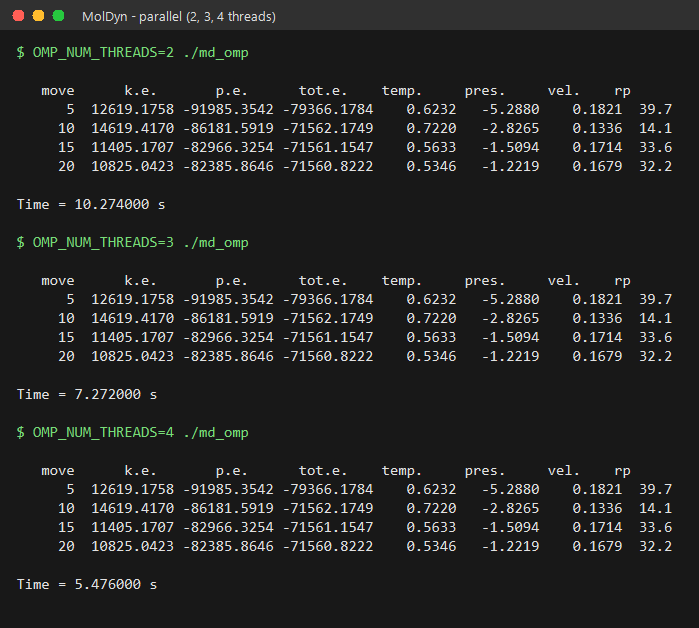 MolDyn - parallel (2, 3, 4 threads)
$ OMP_NUM_THREADS=2 ./md_omp
move k.e. p.e. tot.e. temp. pres. vel. rp
5 12619.1758 -91985.3542 -79366.1784 0.6232 -5.2880 0.1821 39.7
10 14619.4170 -86181.5919 -71562.1749 0.7220 -2.8265 0.1336 14.1
15 11405.1707 -82966.3254 -71561.1547 0.5633 -1.5094 0.1714 33.6
20 10825.0423 -82385.8646 -71560.8222 0.5346 -1.2219 0.1679 32.2
Time = 10.274000 s
$ OMP_NUM_THREADS=3 ./md_omp
move k.e. p.e. tot.e. temp. pres. vel. rp
5 12619.1758 -91985.3542 -79366.1784 0.6232 -5.2880 0.1821 39.7
10 14619.4170 -86181.5919 -71562.1749 0.7220 -2.8265 0.1336 14.1
15 11405.1707 -82966.3254 -71561.1547 0.5633 -1.5094 0.1714 33.6
20 10825.0423 -82385.8646 -71560.8222 0.5346 -1.2219 0.1679 32.2
Time = 7.272000 s
$ OMP_NUM_THREADS=4 ./md_omp
move k.e. p.e. tot.e. temp. pres. vel. rp
5 12619.1758 -91985.3542 -79366.1784 0.6232 -5.2880 0.1821 39.7
10 14619.4170 -86181.5919 -71562.1749 0.7220 -2.8265 0.1336 14.1
15 11405.1707 -82966.3254 -71561.1547 0.5633 -1.5094 0.1714 33.6
20 10825.0423 -82385.8646 -71560.8222 0.5346 -1.2219 0.1679 32.2
Time = 5.476000 s